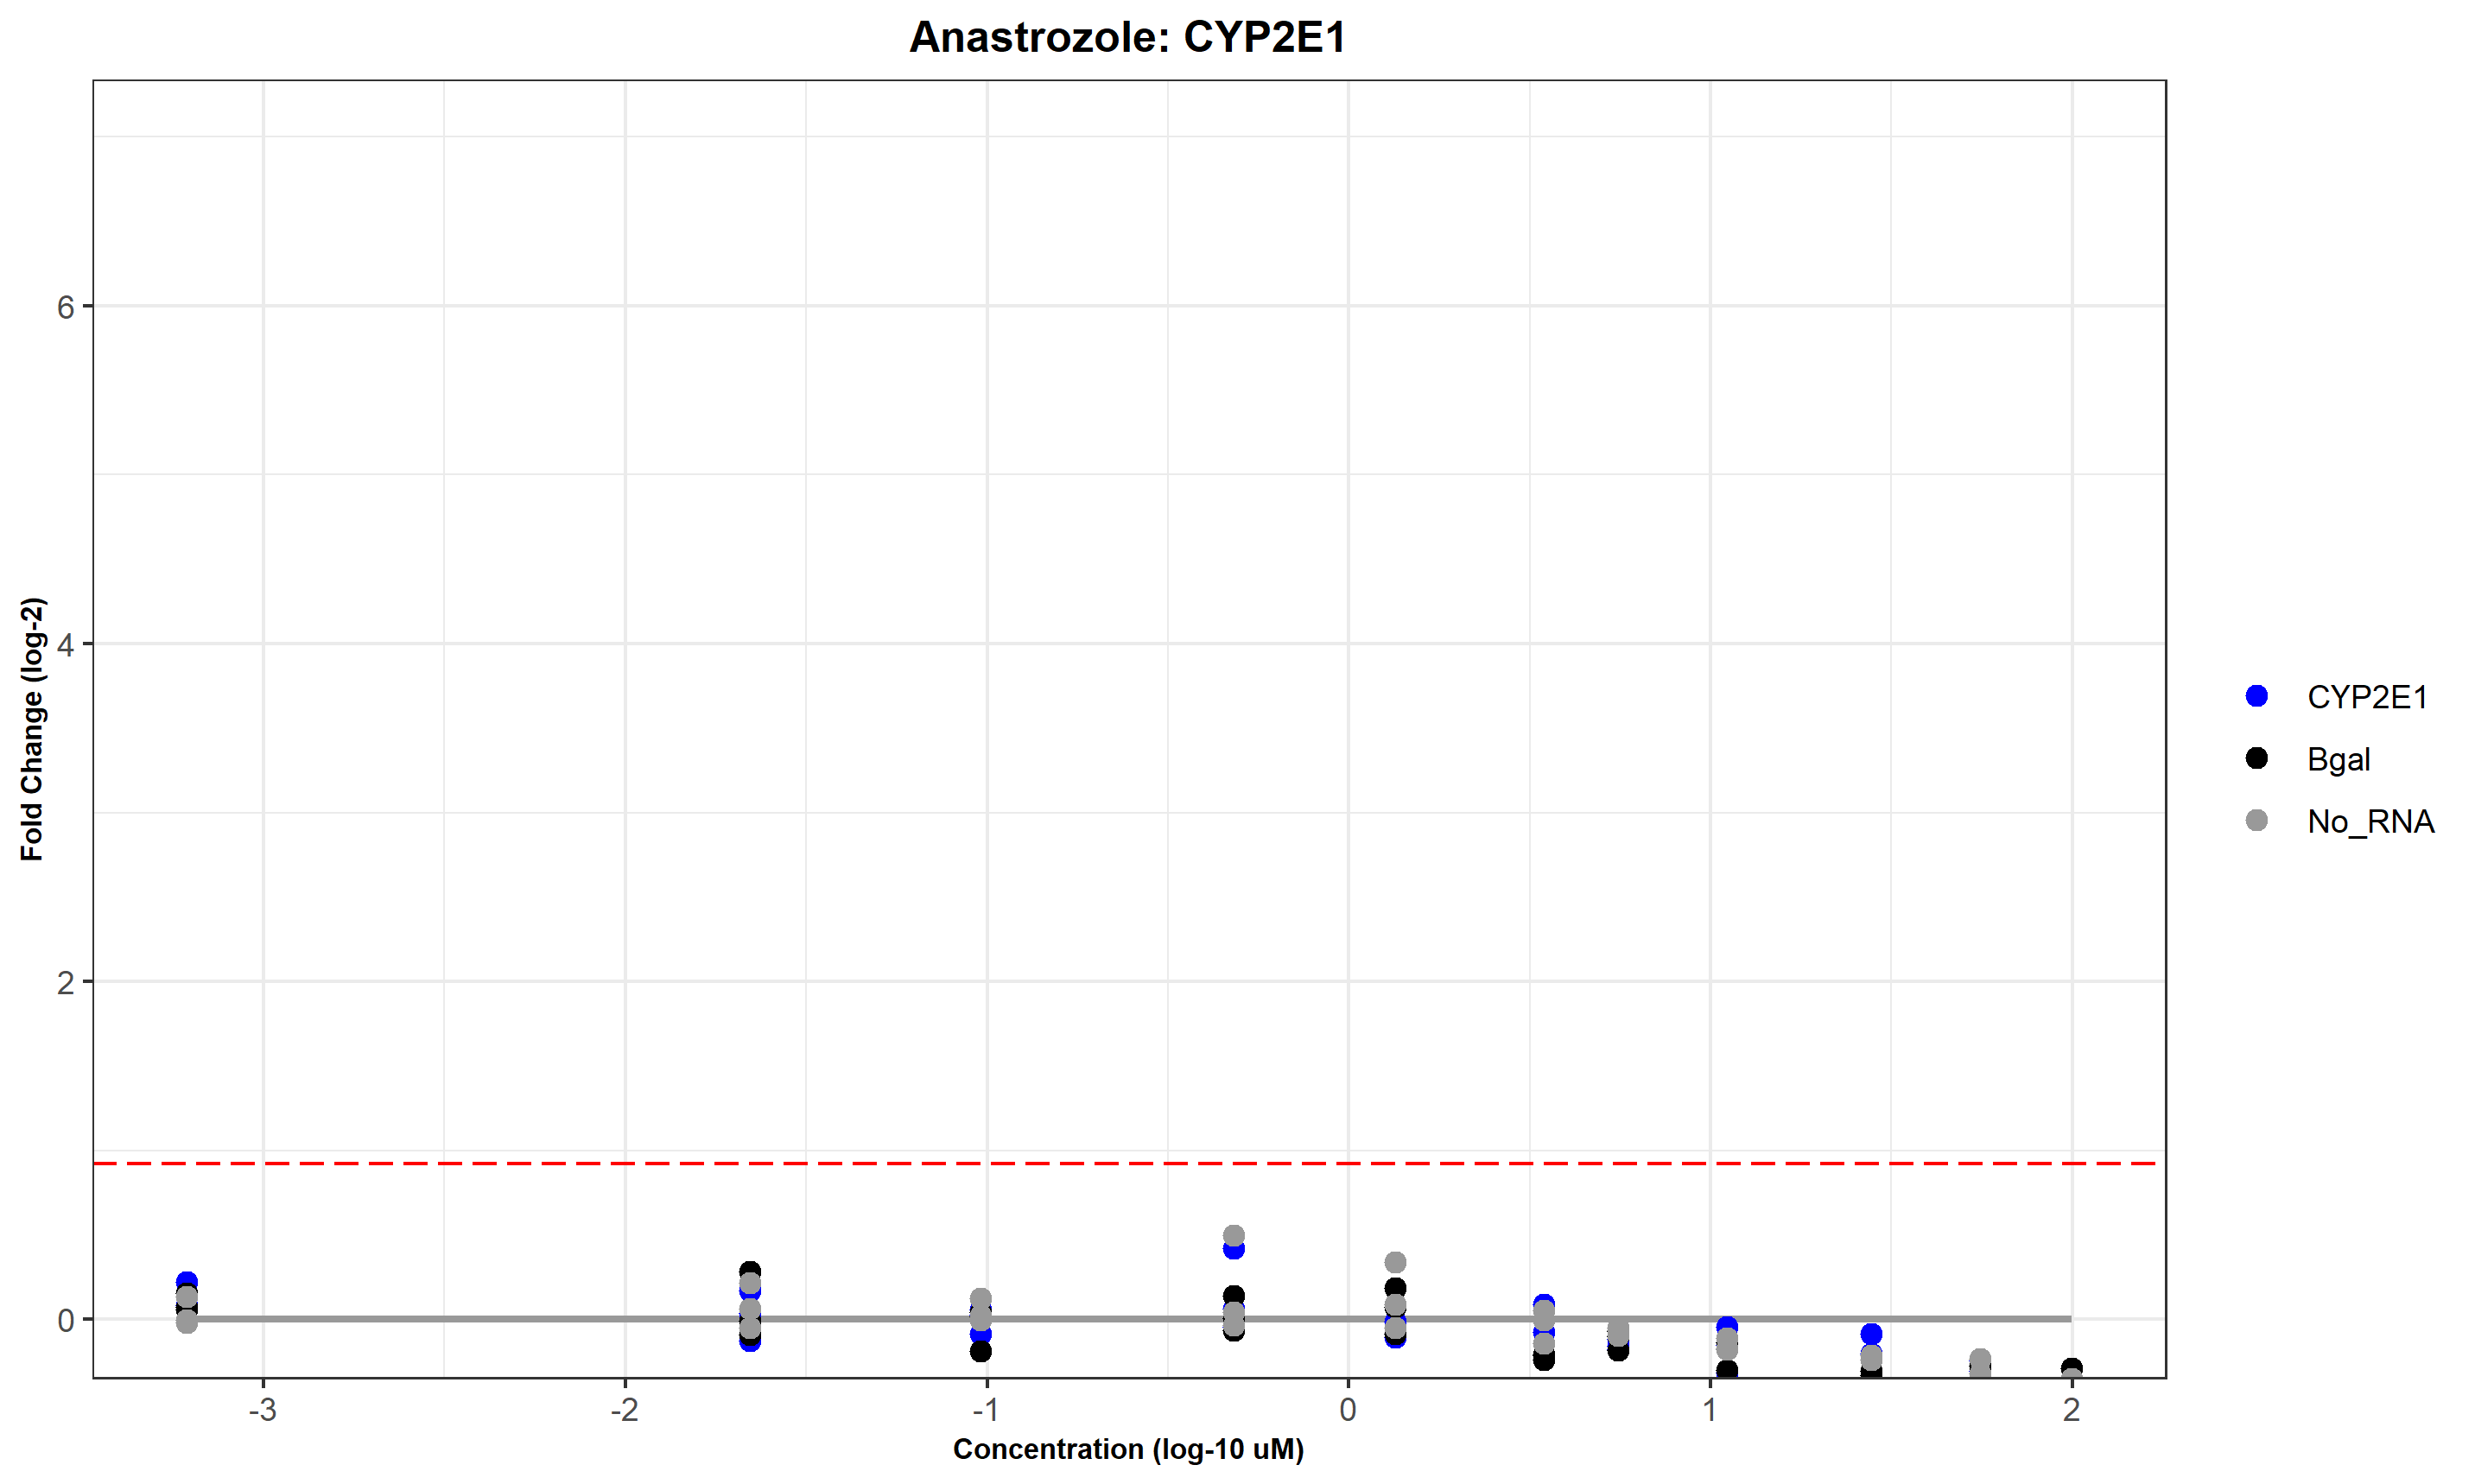 Anastrozole: CYP2E1
Fold Change (log-2)
6
4
2
0
-3
-2
-1
0
1
2
Concentration (log-10 uM)
CYP2E1
Bgal
No_RNA